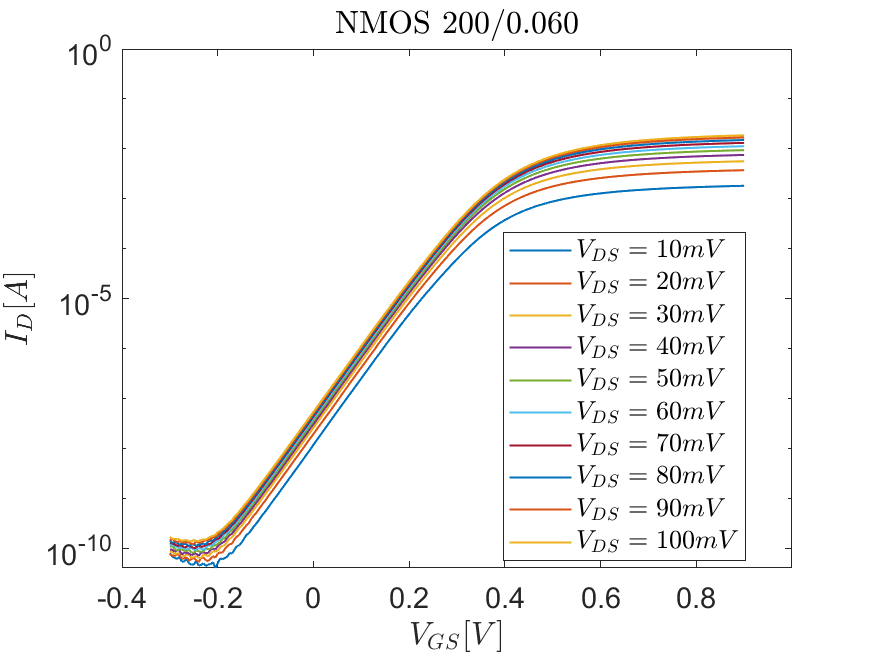 NMOS 200/0.060
10^0
10^-5
10^-10
I_D[A]
-0.4 -0.2 0 0.2 0.4 0.6 0.8
V_GS[V]
V_DS = 10mV
V_DS = 20mV
V_DS = 30mV
V_DS = 40mV
V_DS = 50mV
V_DS = 60mV
V_DS = 70mV
V_DS = 80mV
V_DS = 90mV
V_DS = 100mV